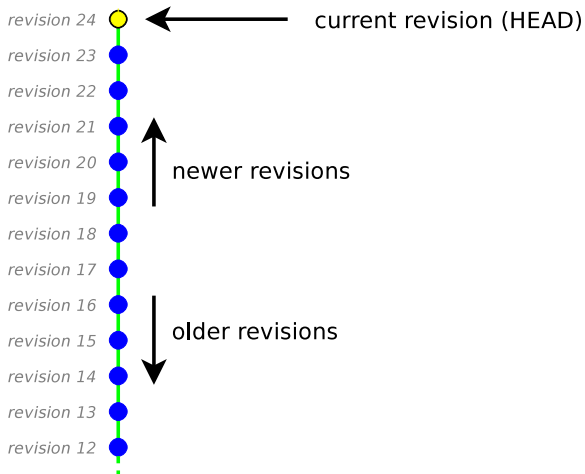 revision 24
current revision (HEAD)
revision 23
revision 22
revision 21
revision 20
newer revisions
revision 19
revision 18
revision 17
revision 16
older revisions
revision 15
revision 14
revision 13
revision 12